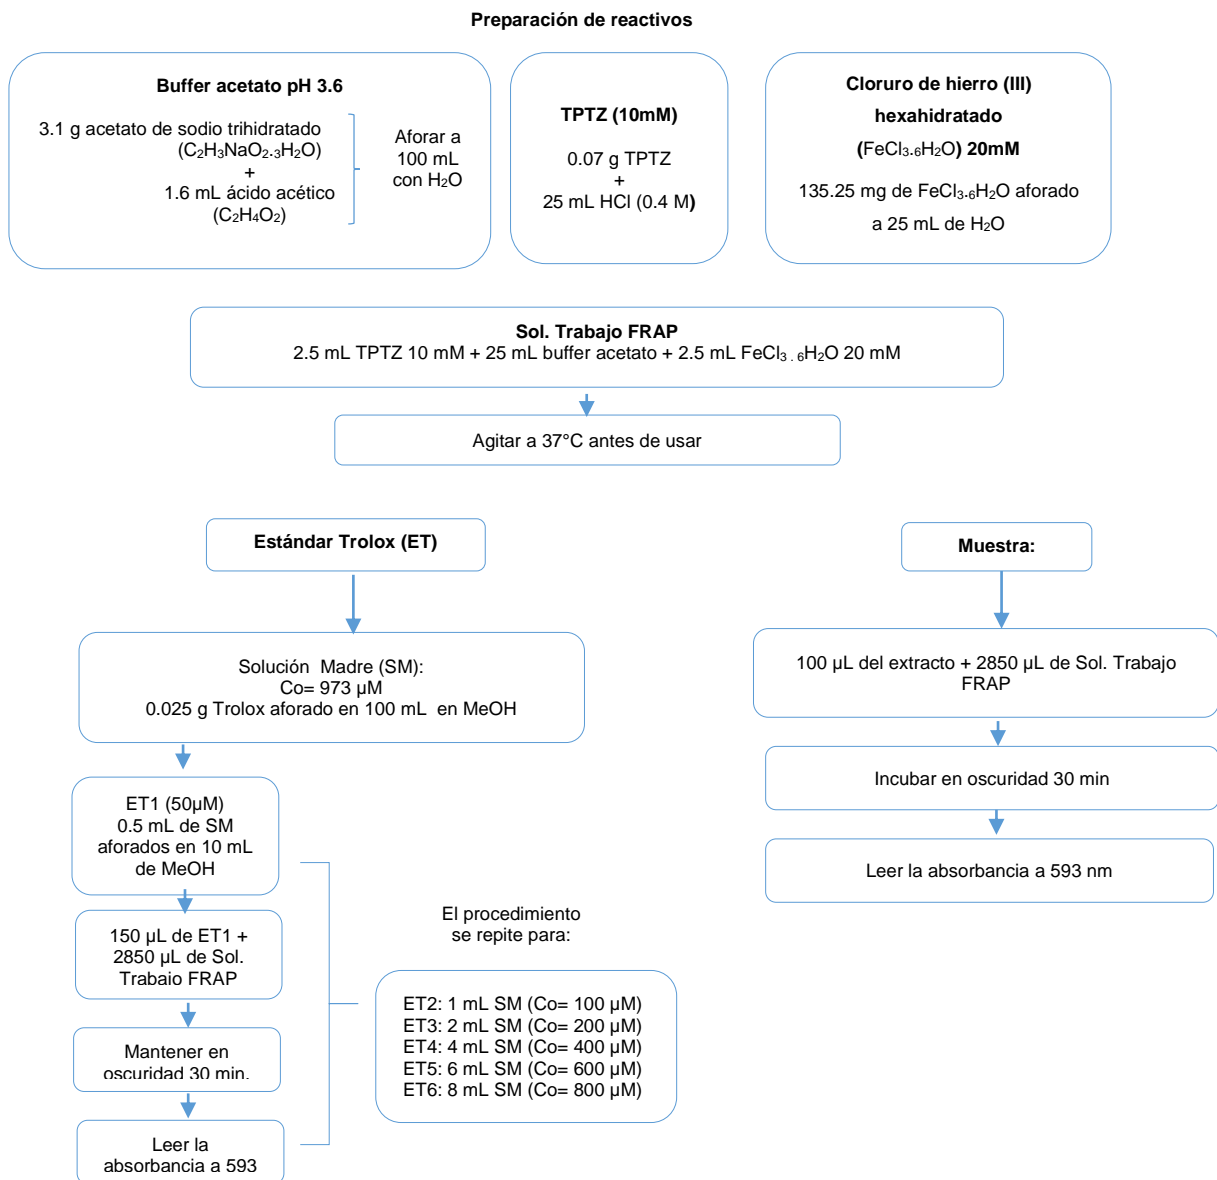 Preparación de reactivos
Buffer acetato pH 3.6
3.1 g acetato de sodio trihidratado
(C₂H₃NaO₂.₃H₂O)
+
1.6 mL ácido acético
(C₂H₄O₂)
Aforar a
100 mL
con H₂O
TPTZ (10mM)
0.07 g TPTZ
+
25 mL HCl (0.4 M)
Cloruro de hierro (III)
hexahidratado
(FeCl₃.₆H₂O) 20mM
135.25 mg de FeCl₃.₆H₂O aforado
a 25 mL de H₂O
Sol. Trabajo FRAP
2.5 mL TPTZ 10 mM + 25 mL buffer acetato + 2.5 mL FeCl₃ . ₆H₂O 20 mM
Agitar a 37°C antes de usar
Estándar Trolox (ET)
Solución Madre (SM):
Co= 973 µM
0.025 g Trolox aforado en 100 mL en MeOH
ET1 (50µM)
0.5 mL de SM
aforados en 10 mL
de MeOH
150 µL de ET1 +
2850 µL de Sol.
Trabaio FRAP
Mantener en
oscuridad 30 min.
Leer la
absorbancia a 593
El procedimiento
se repite para:
ET2: 1 mL SM (Co= 100 µM)
ET3: 2 mL SM (Co= 200 µM)
ET4: 4 mL SM (Co= 400 µM)
ET5: 6 mL SM (Co= 600 µM)
ET6: 8 mL SM (Co= 800 µM)
Muestra:
100 µL del extracto + 2850 µL de Sol. Trabajo
FRAP
Incubar en oscuridad 30 min
Leer la absorbancia a 593 nm